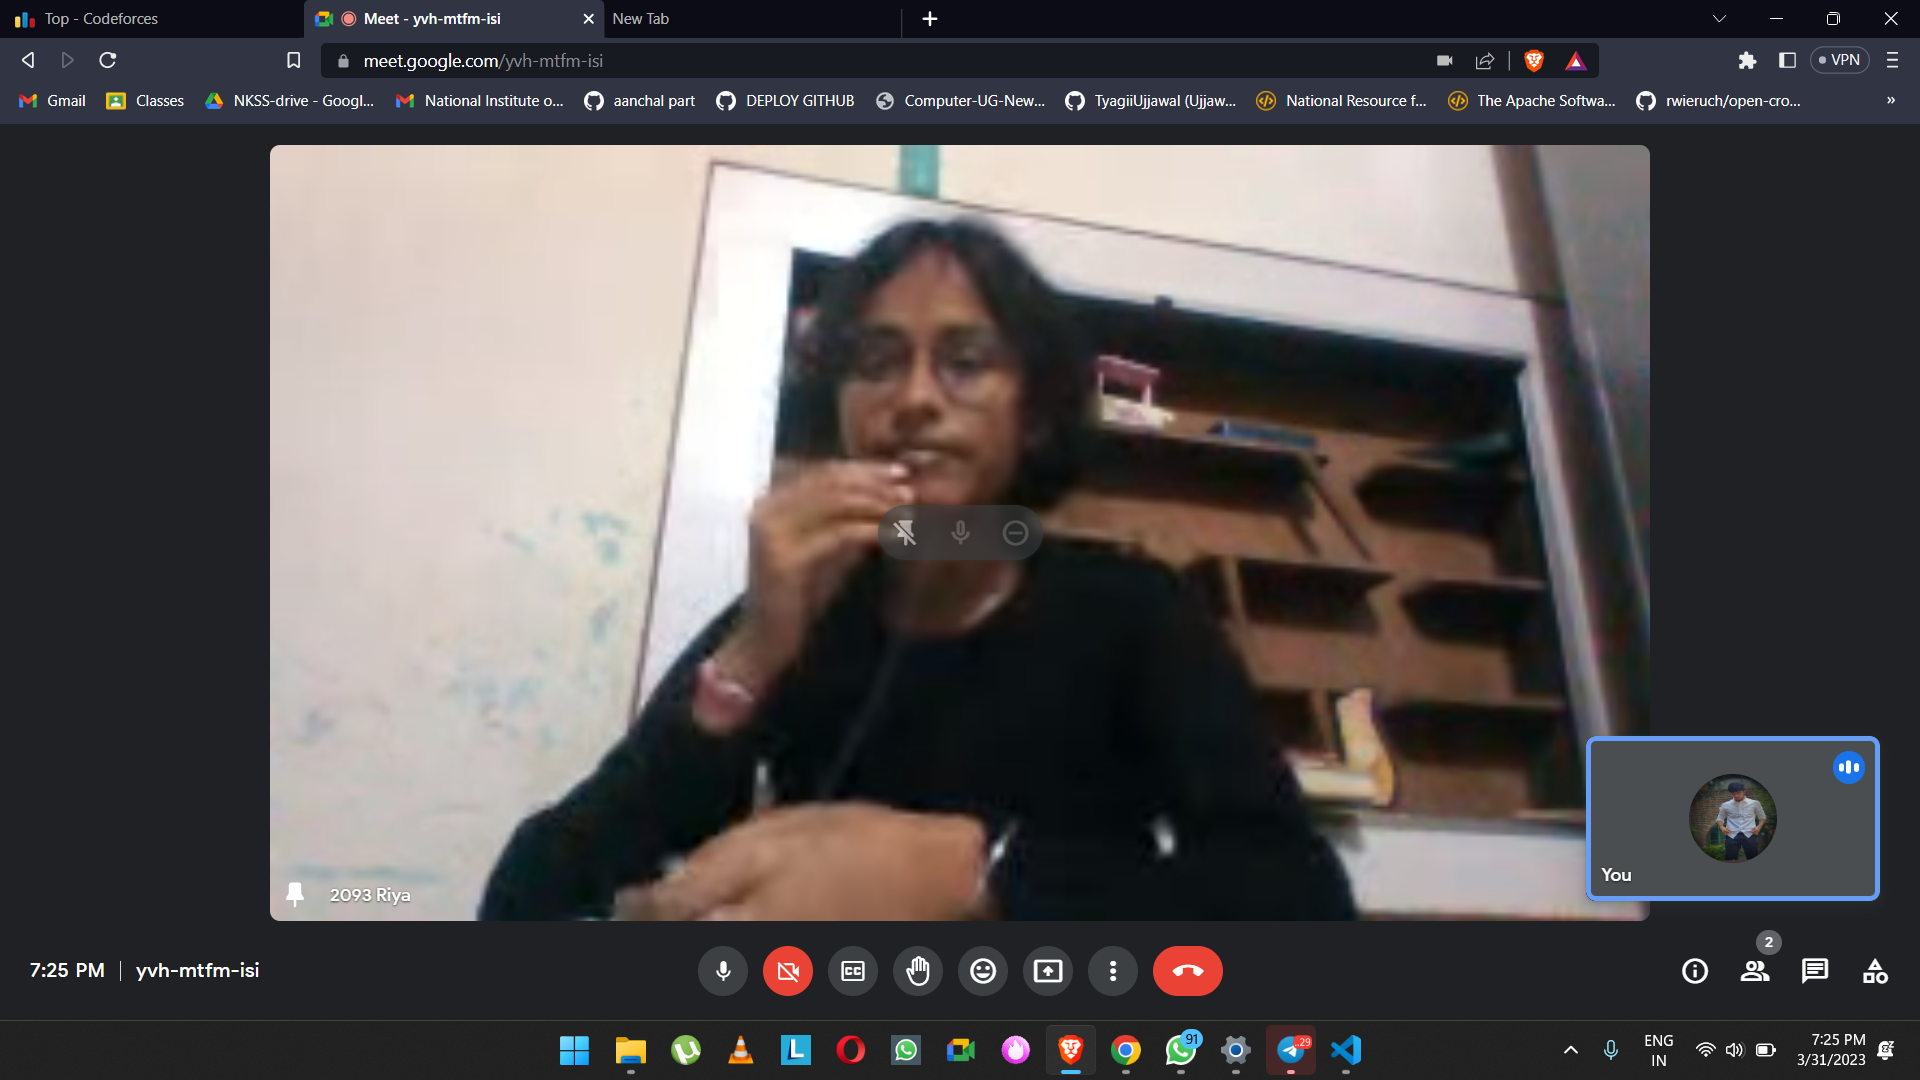 Top - Codeforces
Meet - yvh-mtfm-isi
New Tab
meet.google.com/yvh-mtfm-isi
VPN
Gmail
Classes
NKSS-drive - Googl...
National Institute o...
aanchal part
DEPLOY GITHUB
Computer-UG-New...
TyagiiUjjawal (Ujjaw...
National Resource f...
The Apache Softwa...
rwieruch/open-cro...
»
2093 Riya
You
7:25 PM | yvh-mtfm-isi
CC
2
L
91
..29
ENG
IN
7:25 PM
3/31/2023